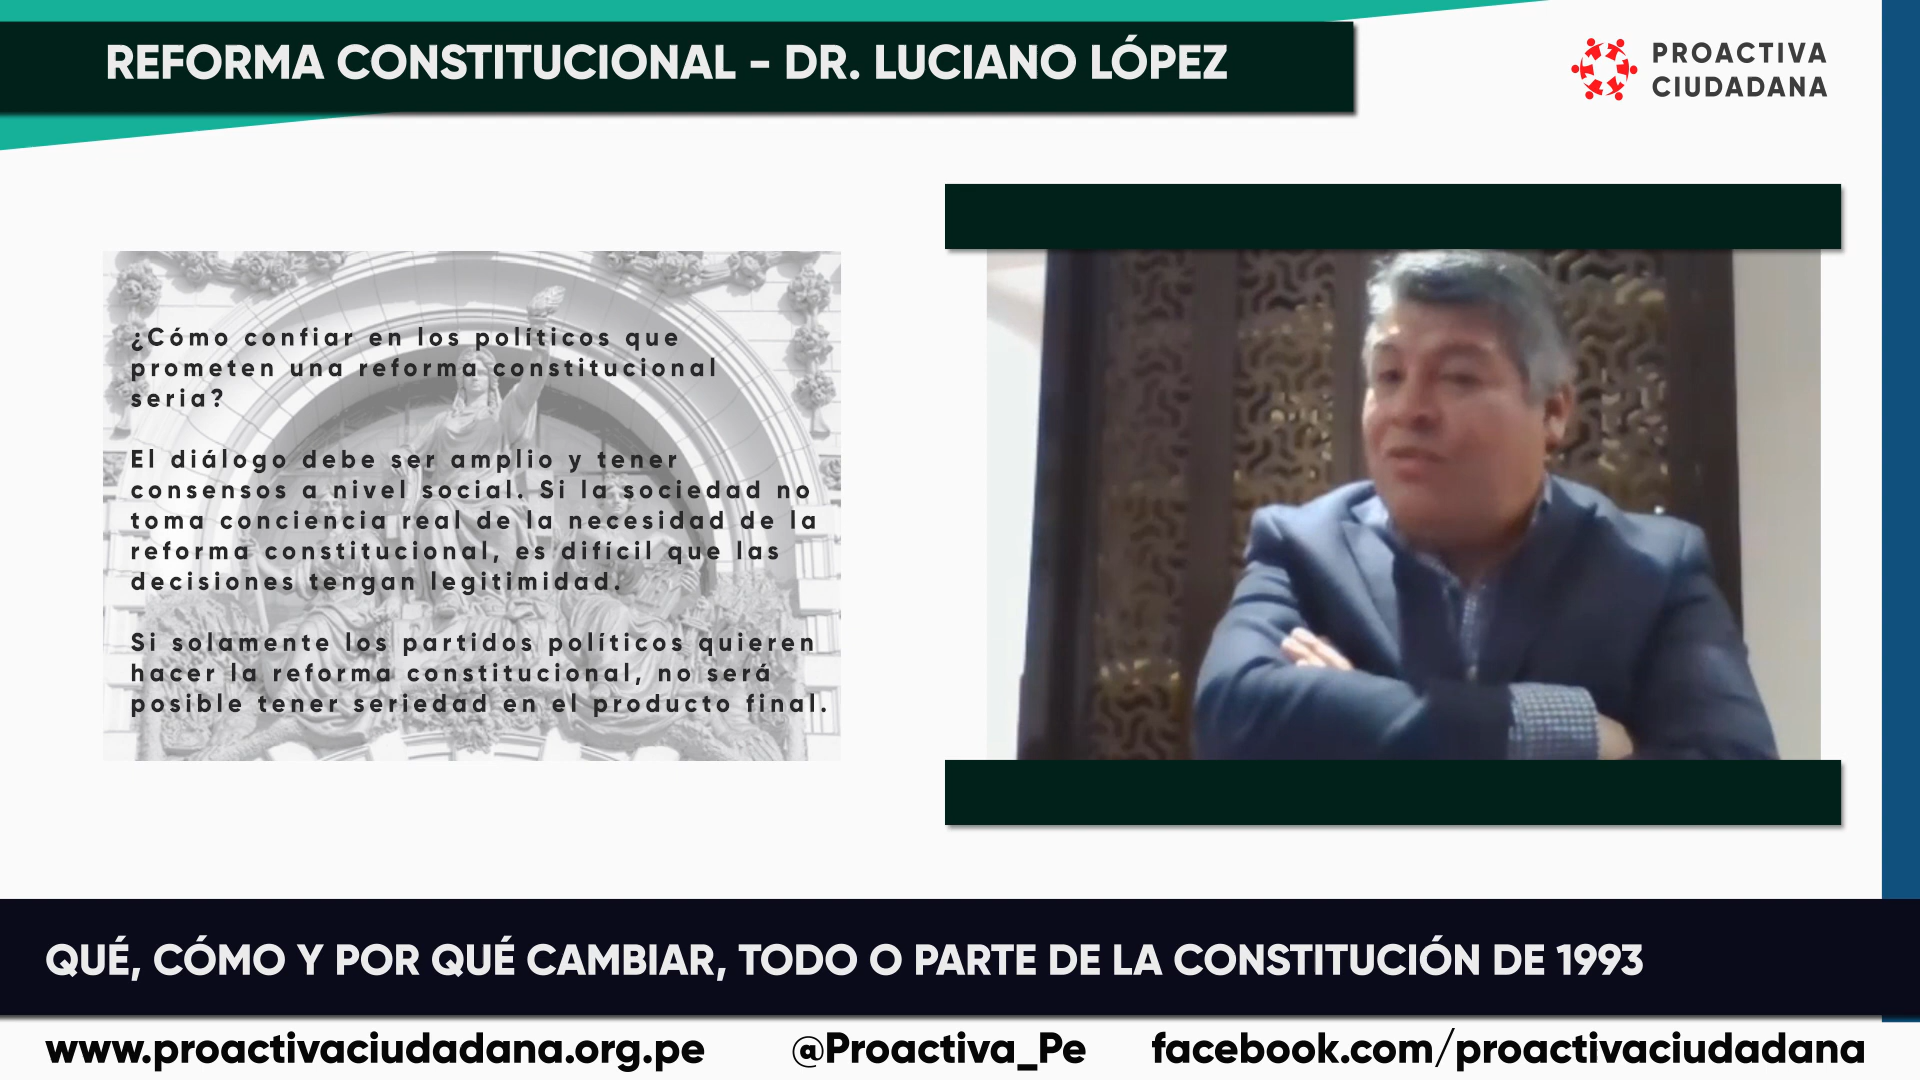 REFORMA CONSTITUCIONAL - DR. LUCIANO LÓPEZ
PROACTIVA
CIUDADANA
¿Cómo confiar en los políticos que
prometen una reforma constitucional
seria?
El diálogo debe ser amplio y tener
consensos a nivel social. Si la sociedad no
toma conciencia real de la necesidad de la
reforma constitucional, es difícil que las
decisiones tengan legitimidad.
Si solamente los partidos políticos quieren
hacer la reforma constitucional, no será
posible tener seriedad en el producto final.
QUÉ, CÓMO Y POR QUÉ CAMBIAR, TODO O PARTE DE LA CONSTITUCIÓN DE 1993
www.proactivaciudadana.org.pe @Proactiva_Pe facebook.com/proactivaciudadana